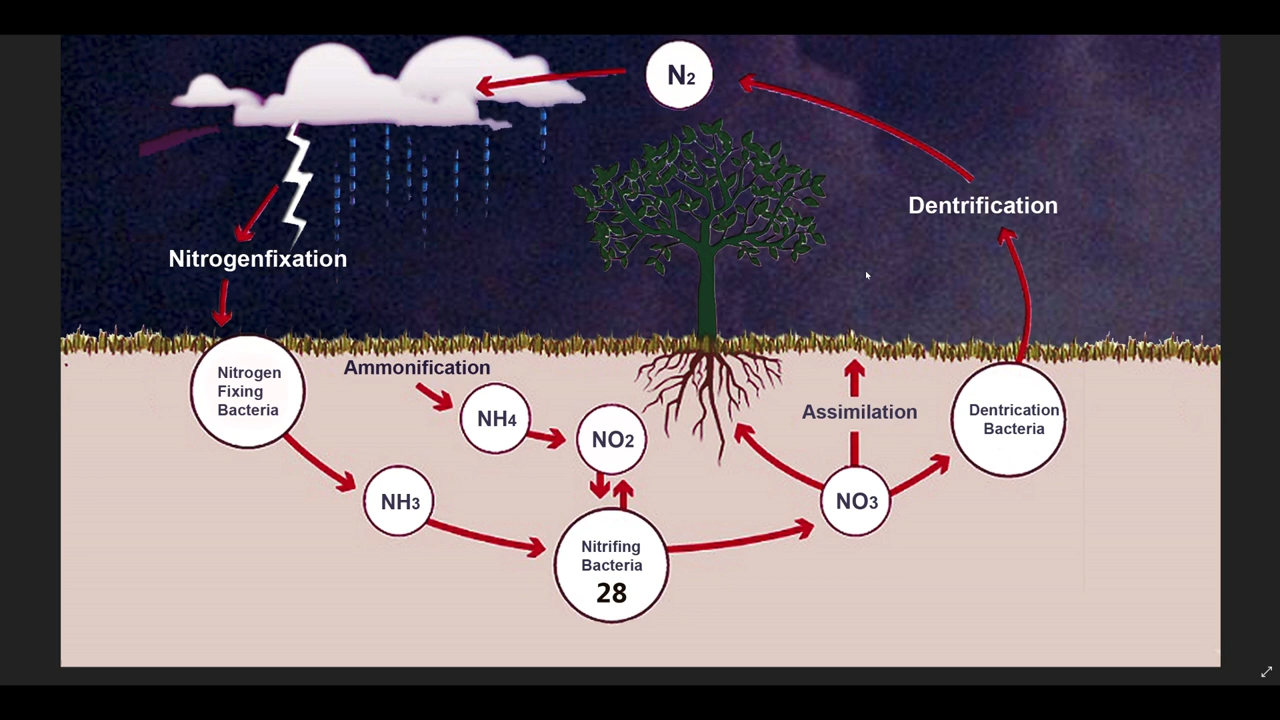 N2
Dentrification
Nitrogenfixation
Ammonification
Nitrogen
Fixing
Bacteria
NH4
NO2
Assimilation
Dentrication
Bacteria
NH3
NO3
Nitrifing
Bacteria
28